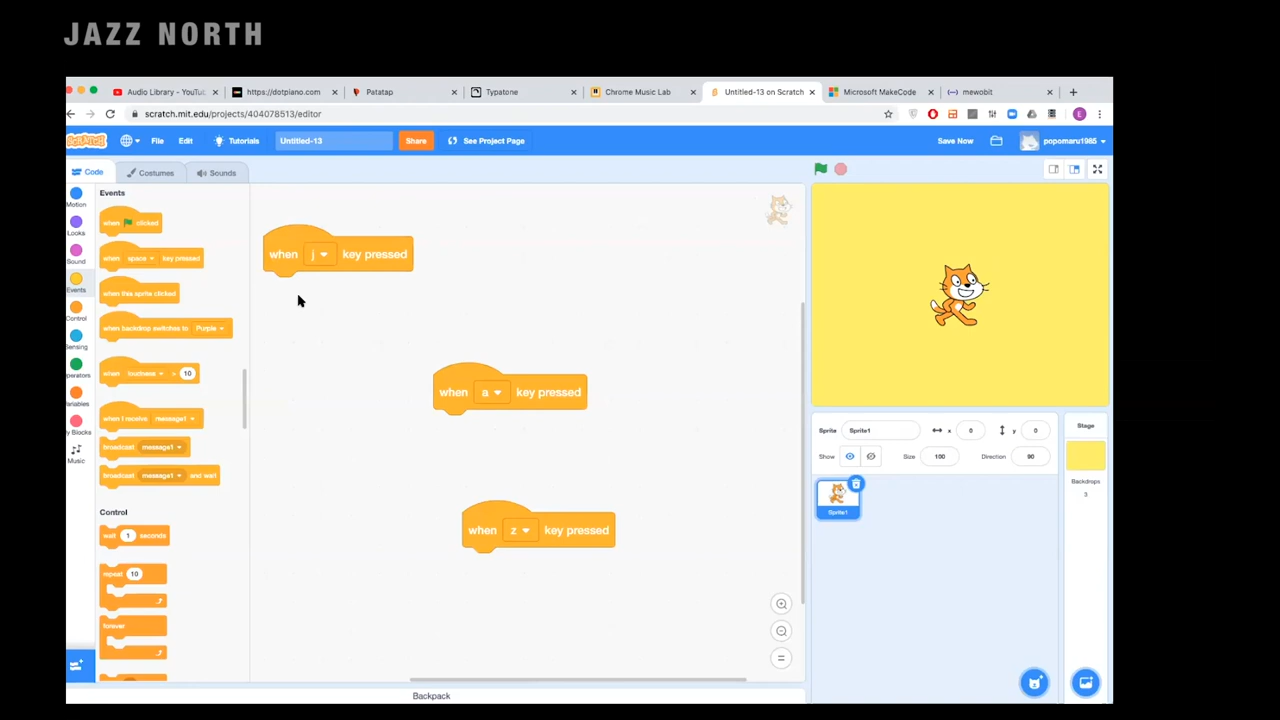 JAZZ NORTH
Audio Library - YouTu
https://dotpiano.com/
Patatap
Typatone
Chrome Music Lab
Untitled-13 on Scratch
Microsoft MakeCode
mewobit
scratch.mit.edu/projects/404078513/editor
SCRATCH
File
Edit
Tutorials
Untitled-13
Share
See Project Page
Save Now
popomaru1985
Code
Costumes
Sounds
Motion
Looks
Sound
Events
Control
Sensing
perators
ariables
y Blocks
Music
Events
when clicked
when space key pressed
when this sprite clicked
when backdrop switches to Purple
when loudness > 10
when I receive message1
broadcast message1
broadcast message1 and wait
Control
wait 1 seconds
repeat 10
forever
when j key pressed
when a key pressed
when z key pressed
Sprite Sprite1 x 0 y 0
Show Size 100 Direction 90
Sprite1
Stage
Backdrops
3
Backpack